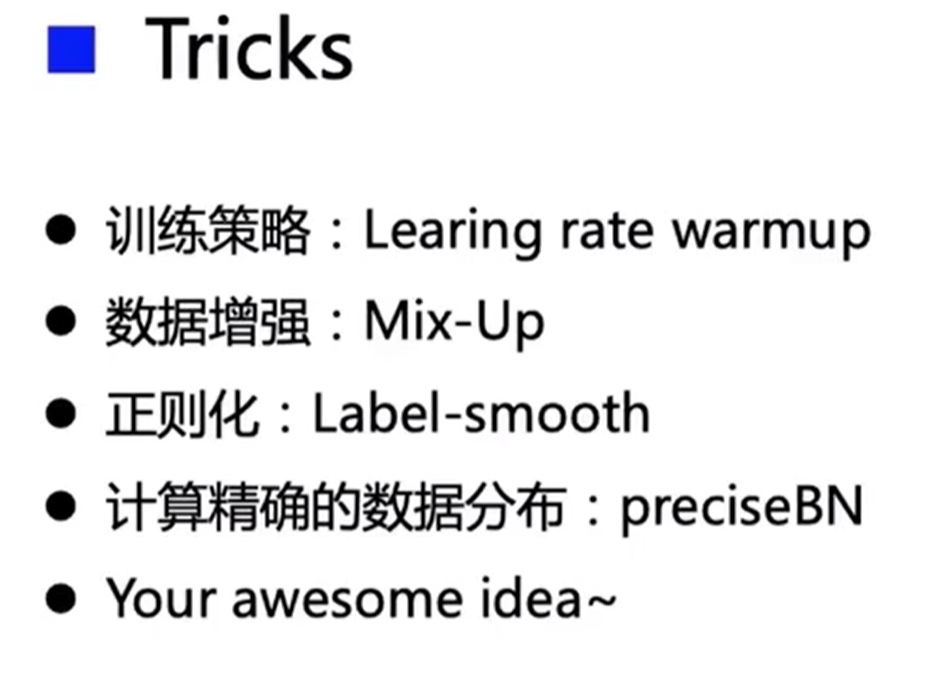 Tricks
训练策略：Learing rate warmup
数据增强：Mix-Up
正则化：Label-smooth
计算精确的数据分布：preciseBN
Your awesome idea~